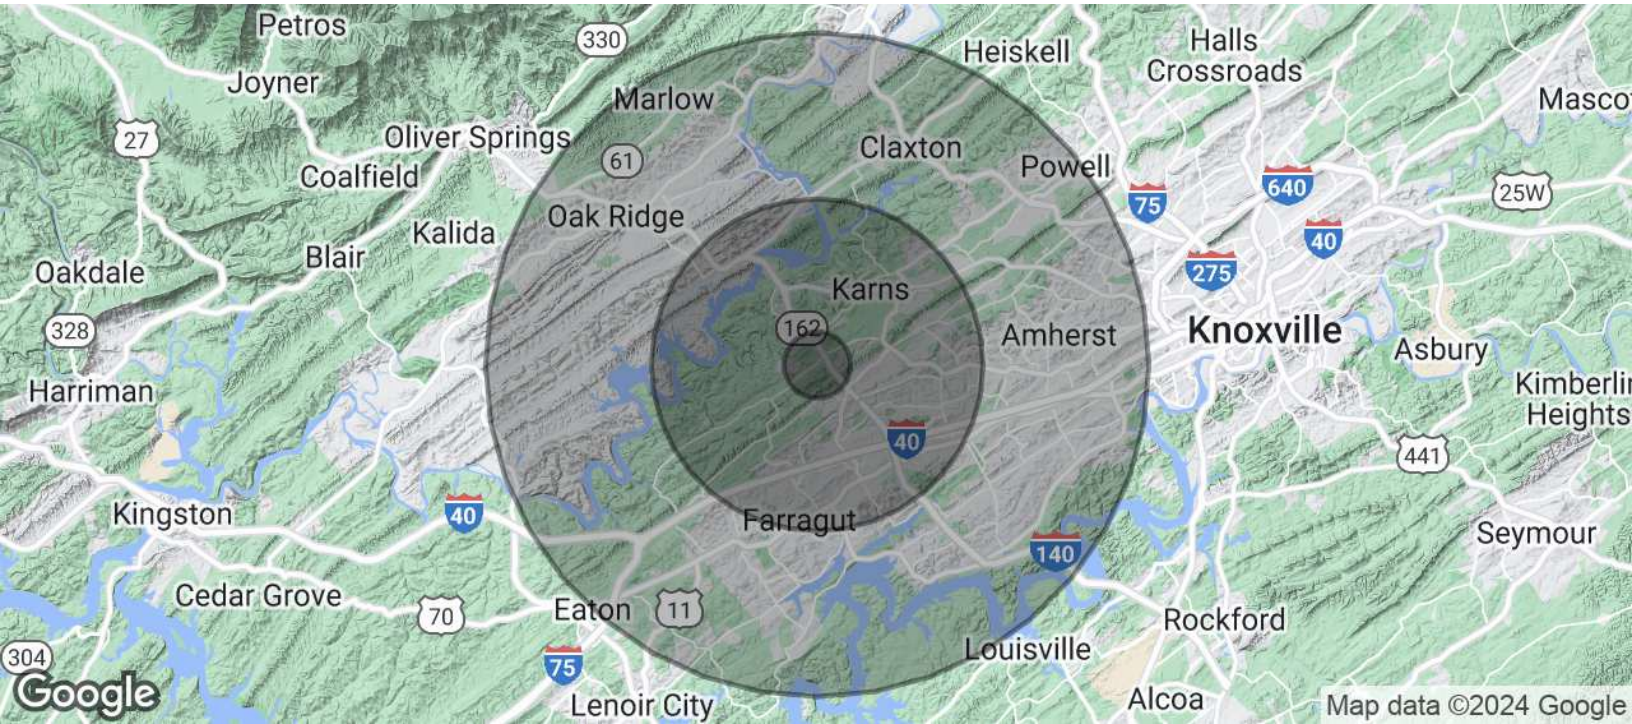 Petros
330
Heiskell
Halls
Crossroads
Joyner
Marlow
Masco
27
Oliver Springs
61
Claxton
Powell
Coalfield
75
640
25W
Oak Ridge
Kalida
40
Blair
275
Oakdale
Karns
328
162
Knoxville
Amherst
Asbury
Harriman
Kimberlin
Heights
40
441
Kingston
40
Farragut
Seymour
140
Cedar Grove
70
Eaton
11
Rockford
304
75
Louisville
Google
Lenoir City
Alcoa
Map data ©2024 Google